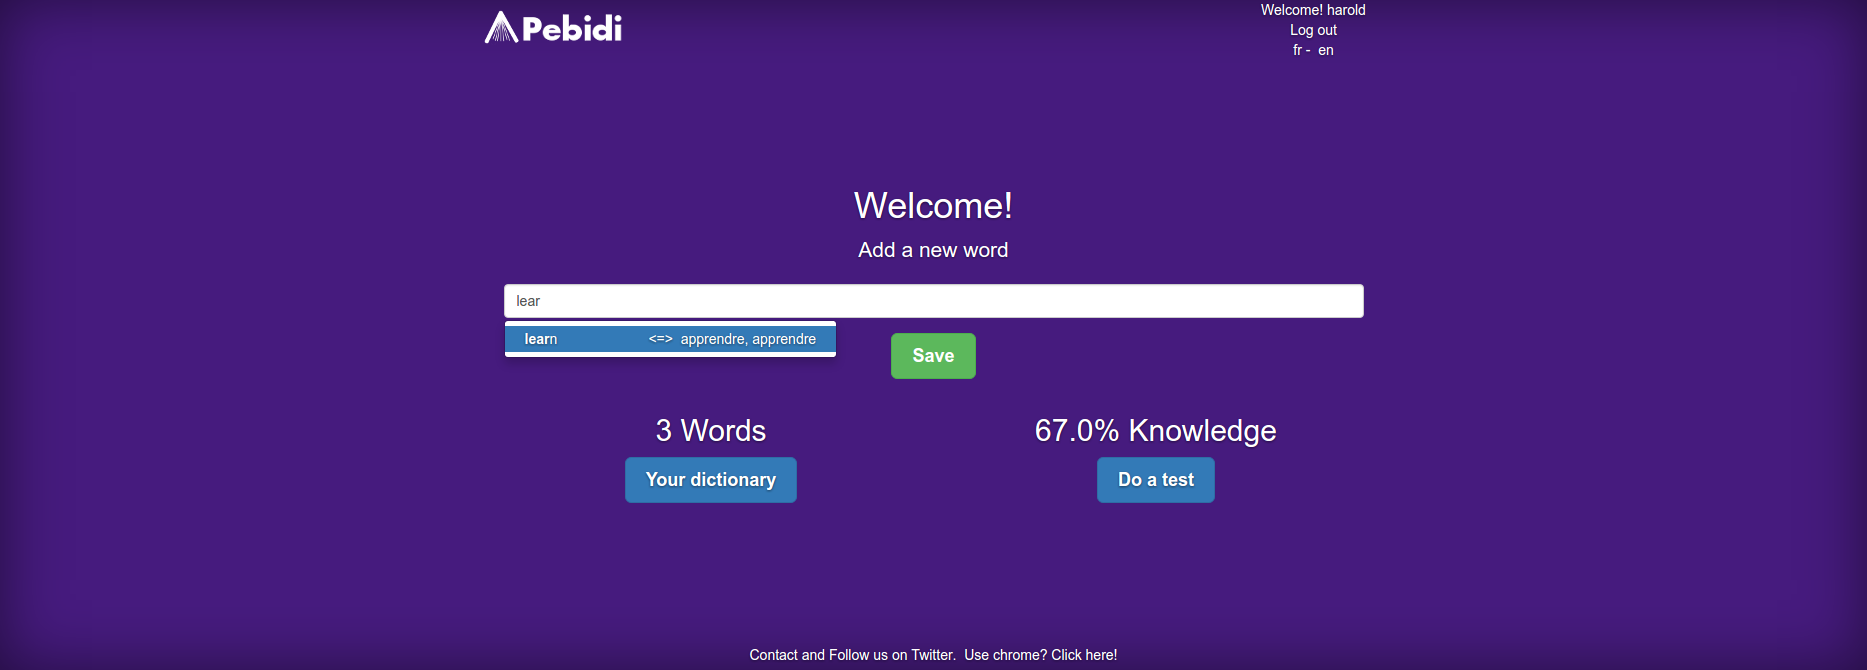 Pebidi
Welcome! harold
Log out
fr - en
Welcome!
Add a new word
lear
learn <=> apprendre, apprendre
Save
3 Words
67.0% Knowledge
Your dictionary
Do a test
Contact and Follow us on Twitter. Use chrome? Click here!